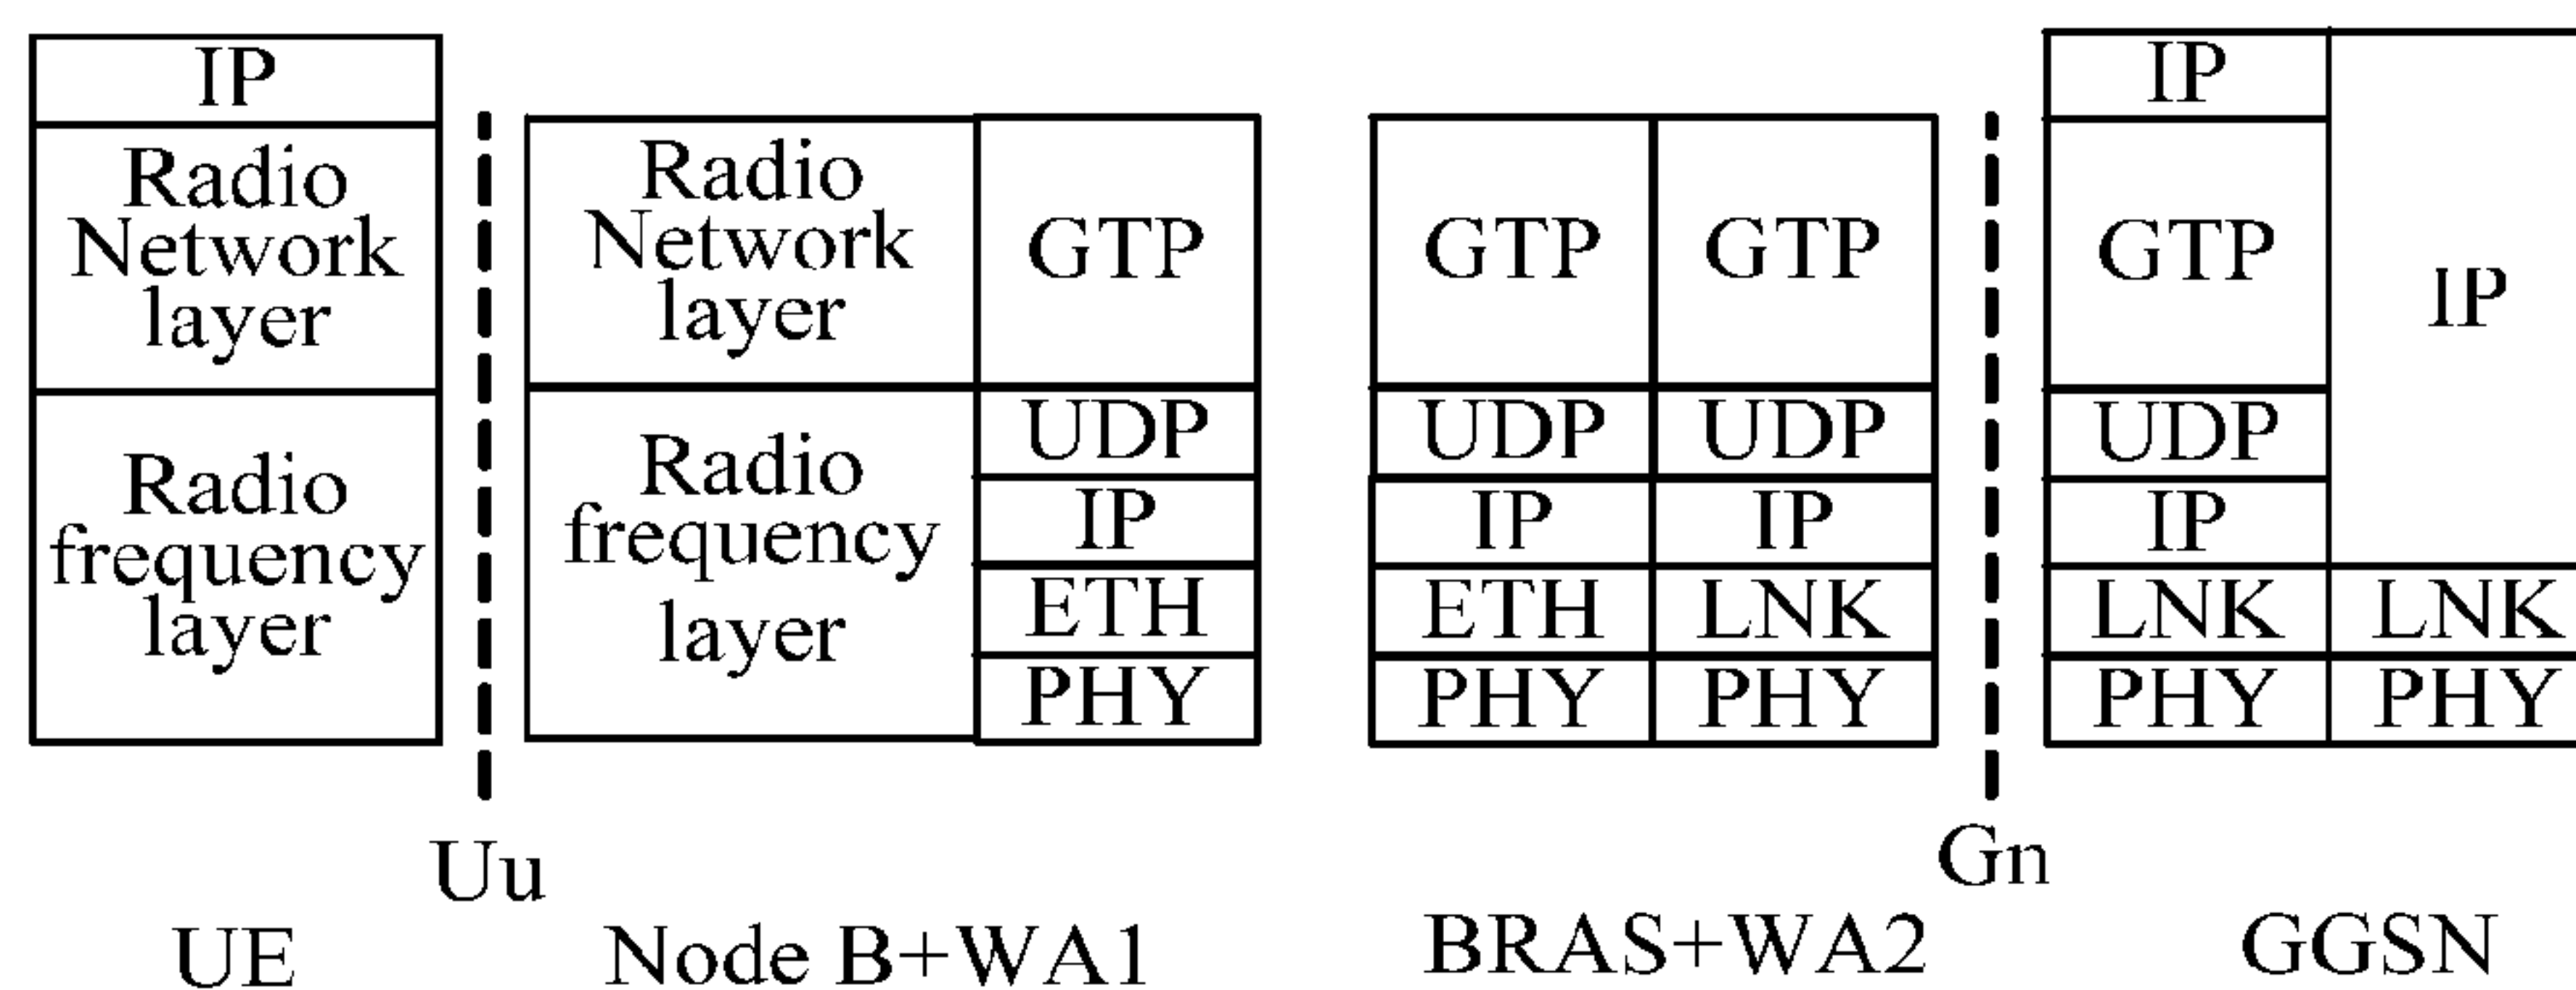 IP
Radio
Network
layer
Radio
frequency
layer
Uu
UE
Radio
Network
layer
Radio
frequency
layer
GTP
UDP
IP
ETH
PHY
Node B+WA1
GTP
UDP
IP
ETH
PHY
GTP
UDP
IP
LNK
PHY
BRAS+WA2
Gn
IP
GTP
UDP
IP
LNK
PHY
IP
LNK
PHY
GGSN